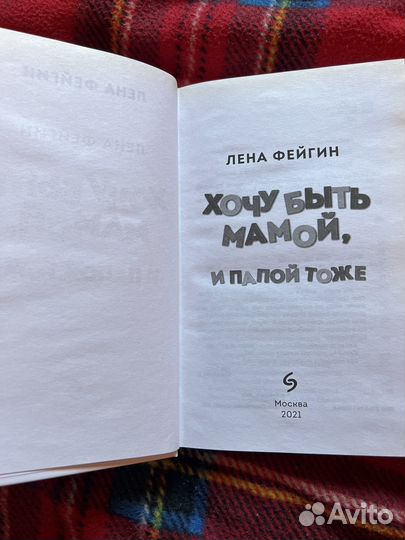 ЛЕНА ФЕЙГИН
ХОЧУ БЫТЬ
МАМОЙ,
И ПАПОЙ ТОЖЕ
Москва
2021
Avito